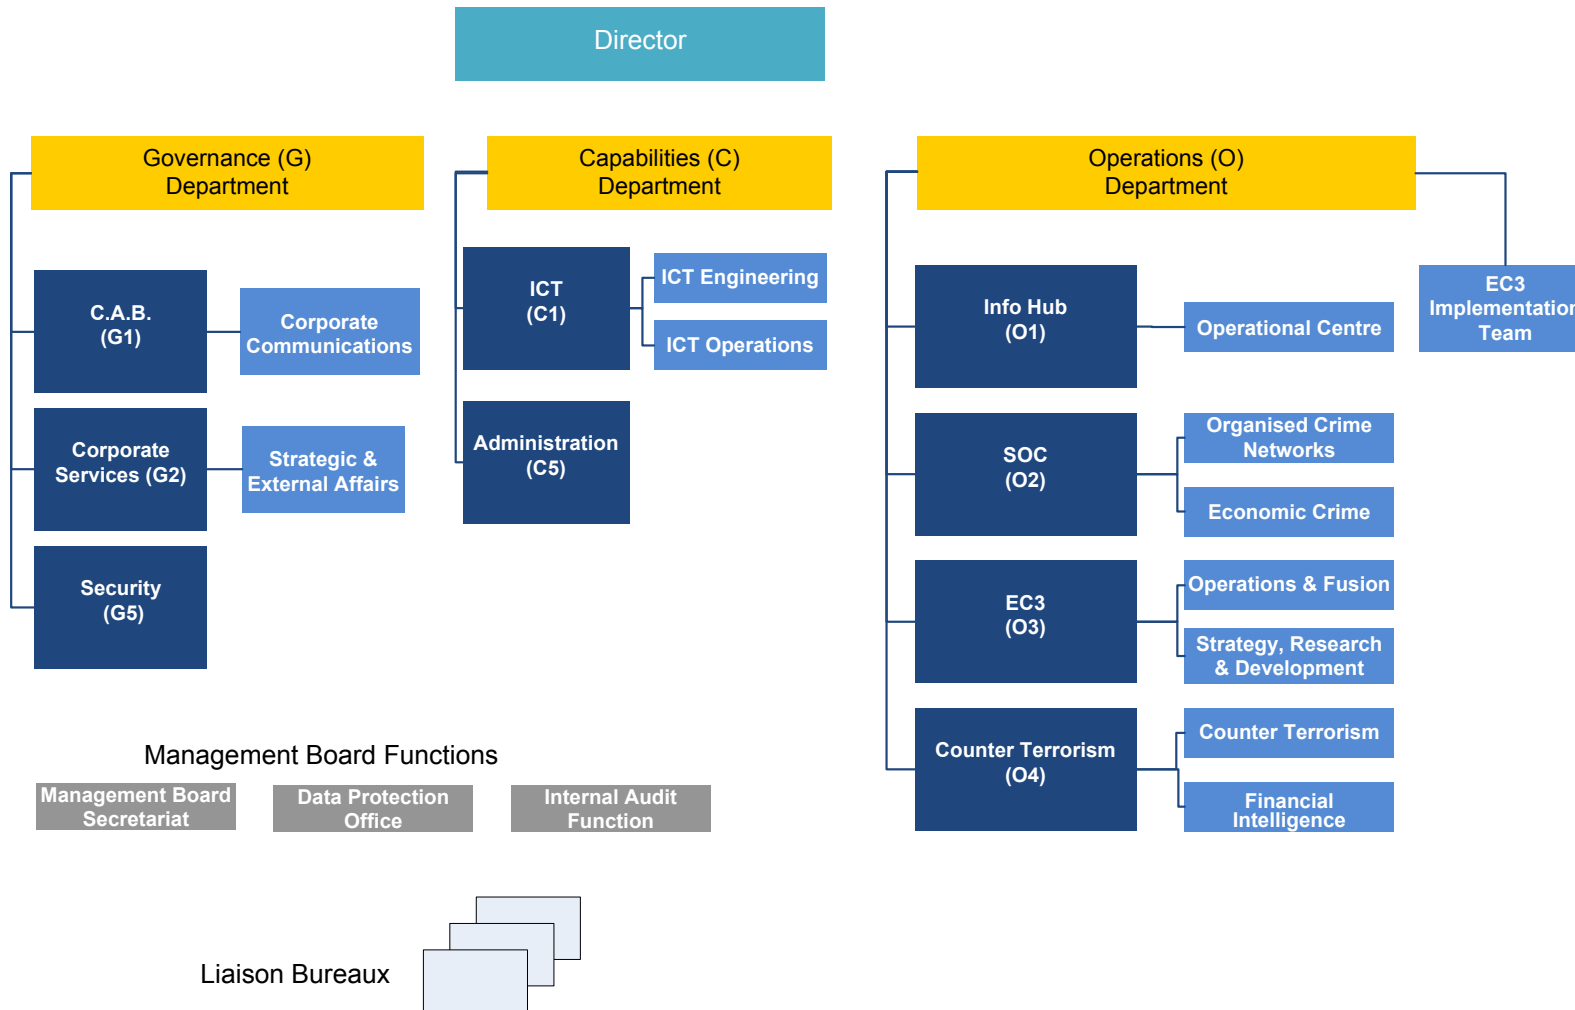 Director
Governance (G)
Department
C.A.B.
(G1)
Corporate
Communications
Corporate
Services (G2)
Strategic &
External Affairs
Security
(G5)
Capabilities (C)
Department
ICT
(C1)
ICT Engineering
ICT Operations
Administration
(C5)
Operations (O)
Department
Info Hub
(O1)
Operational Centre
EC3
Implementation
Team
SOC
(O2)
Organised Crime
Networks
Economic Crime
EC3
(O3)
Operations & Fusion
Strategy, Research
& Development
Counter Terrorism
(O4)
Counter Terrorism
Financial
Intelligence
Management Board Functions
Management Board
Secretariat
Data Protection
Office
Internal Audit
Function
Liaison Bureaux